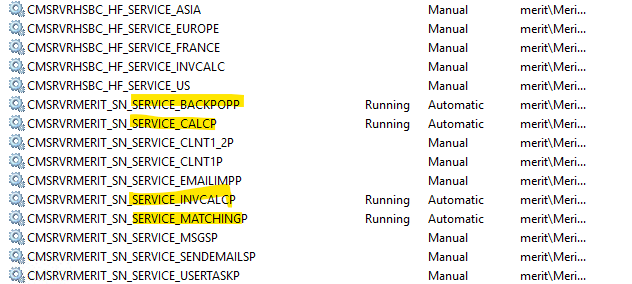 CMSRVRHSBC_HF_SERVICE_ASIA Manual merit\Meri...
CMSRVRHSBC_HF_SERVICE_EUROPE Manual merit\Meri...
CMSRVRHSBC_HF_SERVICE_FRANCE Manual merit\Meri...
CMSRVRHSBC_HF_SERVICE_INVCALC Manual merit\Meri...
CMSRVRHSBC_HF_SERVICE_US Manual merit\Meri...
CMSRVRMERIT_SN_SERVICE_BACKPOPP Running Automatic merit\Meri...
CMSRVRMERIT_SN_SERVICE_CALCP Running Automatic merit\Meri...
CMSRVRMERIT_SN_SERVICE_CLNT1_2P Manual merit\Meri...
CMSRVRMERIT_SN_SERVICE_CLNT1P Manual merit\Meri...
CMSRVRMERIT_SN_SERVICE_EMAILIMPP Manual merit\Meri...
CMSRVRMERIT_SN_SERVICE_INVCALCP Running Automatic merit\Meri...
CMSRVRMERIT_SN_SERVICE_MATCHINGP Running Automatic merit\Meri...
CMSRVRMERIT_SN_SERVICE_MSGSP Manual merit\Meri...
CMSRVRMERIT_SN_SERVICE_SENDEMAILSP Manual merit\Meri...
CMSRVRMERIT_SN_SERVICE_USERTASKP Manual merit\Meri...